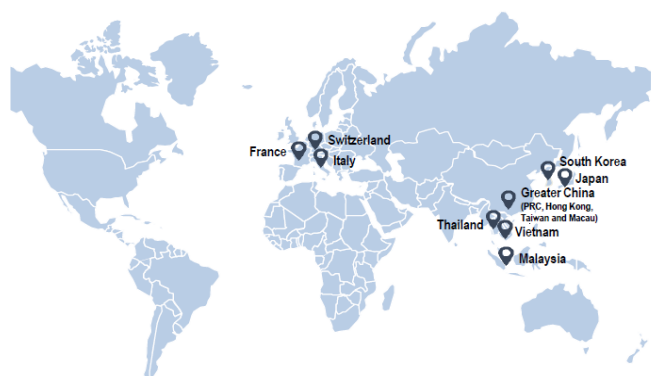 Switzerland
France
Italy
South Korea
Japan
Greater China
(PRC, Hong Kong,
Taiwan and Macau)
Thailand
Vietnam
Malaysia